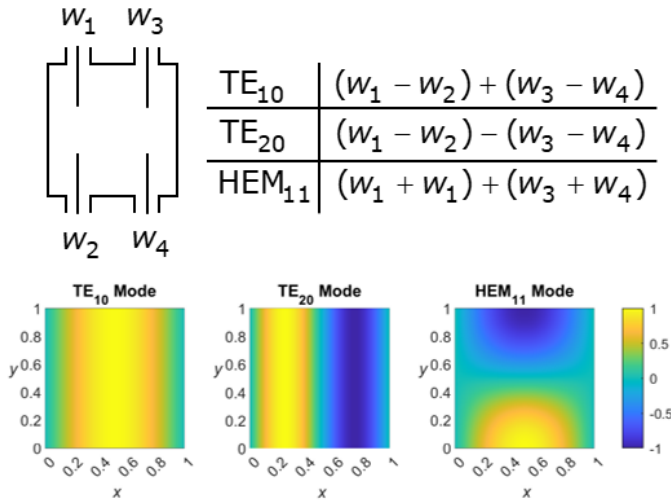 w₁ w₃
w₂ w₄
TE₁₀ (w₁ − w₂) + (w₃ − w₄)
TE₂₀ (w₁ − w₂) − (w₃ − w₄)
HEM₁₁ (w₁ + w₁) + (w₃ + w₄)
TE₁₀ Mode
1
0.8
0.6
0.4
0.2
0
y
0 0.2 0.4 0.6 0.8 1
x
TE₂₀ Mode
1
0.8
0.6
0.4
0.2
0
y
0 0.2 0.4 0.6 0.8 1
x
HEM₁₁ Mode
1
0.8
0.6
0.4
0.2
0
y
0 0.2 0.4 0.6 0.8 1
x
1
0.5
0
-0.5
-1